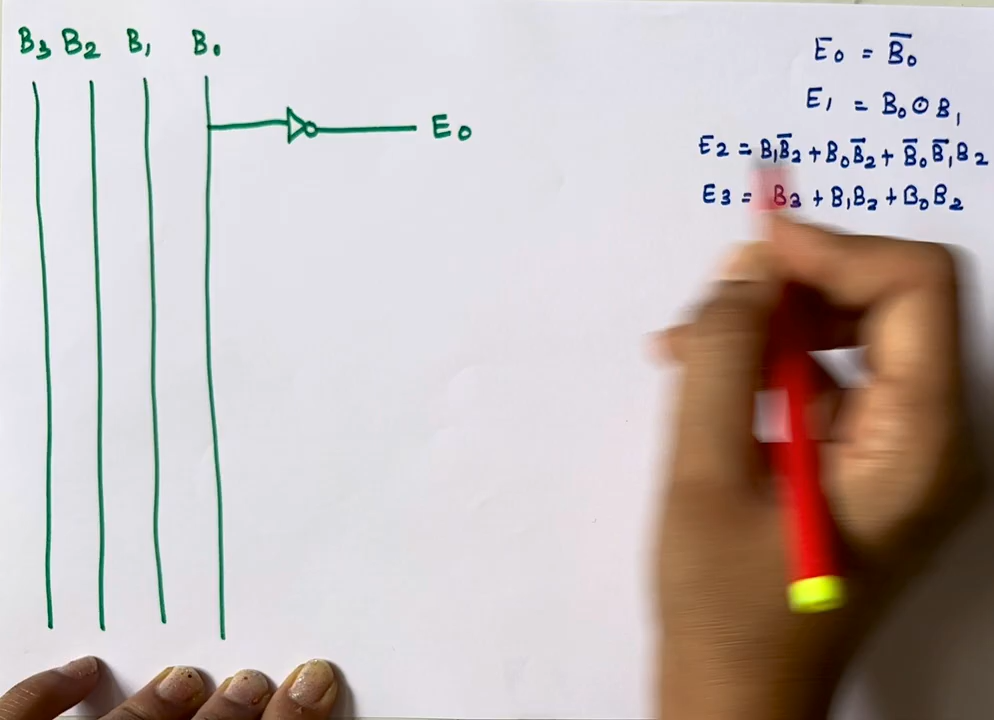 B₃ B₂ B₁ B₀
E₀
E₀ = B̅₀
E₁ = B₀ ⊙ B₁
E₂ = B₁B̅₂ + B₀B̅₂ + B̅₀B̅₁B₂
E₃ = B₃ + B₁B₂ + B₀B₂